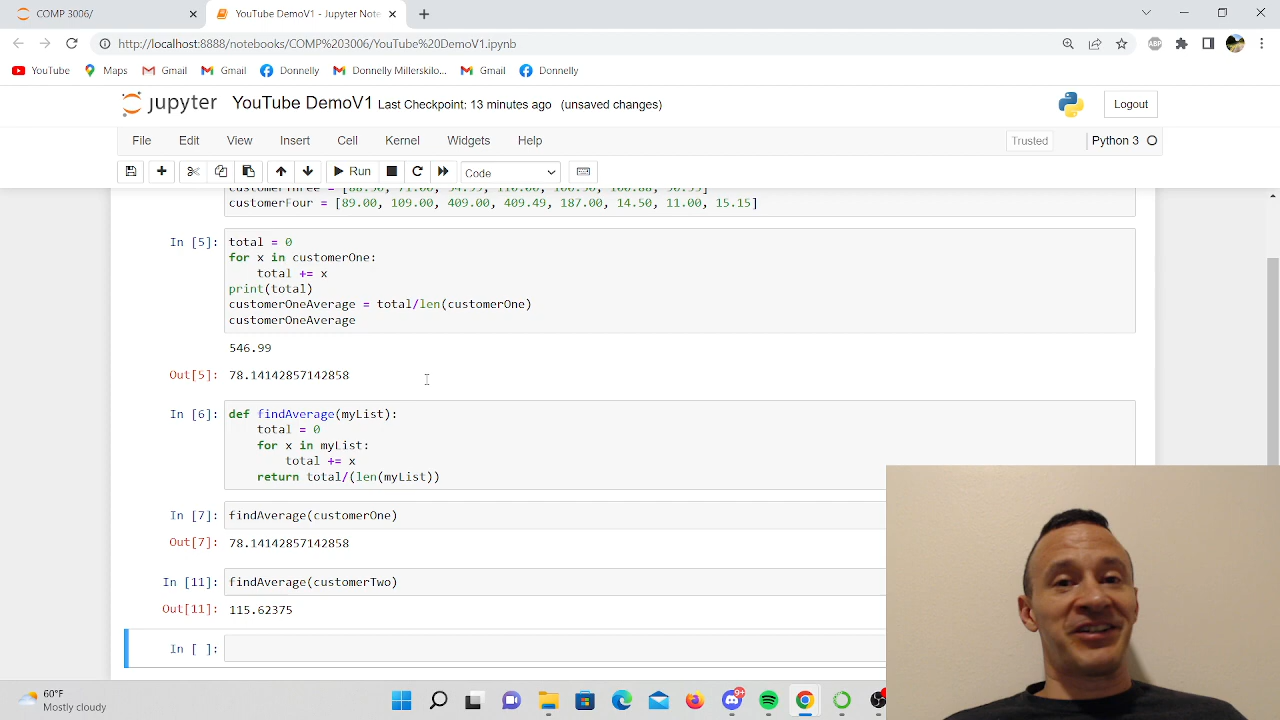 COMP 3006/
YouTube DemoV1 - Jupyter Note
http://localhost:8888/notebooks/COMP%203006/YouTube%20DemoV1.ipynb
YouTube
Maps
Gmail
Gmail
Donnelly
Donnelly Millerskilo...
Gmail
Donnelly
jupyter YouTube DemoV1 Last Checkpoint: 13 minutes ago (unsaved changes)
Logout
File Edit View Insert Cell Kernel Widgets Help
Trusted
Python 3
Run
Code
customerFour = [89.00, 109.00, 409.00, 409.49, 187.00, 14.50, 11.00, 15.15]
In [5]: total = 0
for x in customerOne:
total += x
print(total)
customerOneAverage = total/len(customerOne)
customerOneAverage
546.99
Out[5]: 78.14142857142858
In [6]: def findAverage(myList):
total = 0
for x in myList:
total += x
return total/(len(myList))
In [7]: findAverage(customerOne)
Out[7]: 78.14142857142858
In [11]: findAverage(customerTwo)
Out[11]: 115.62375
In [ ]:
60°F
Mostly cloudy